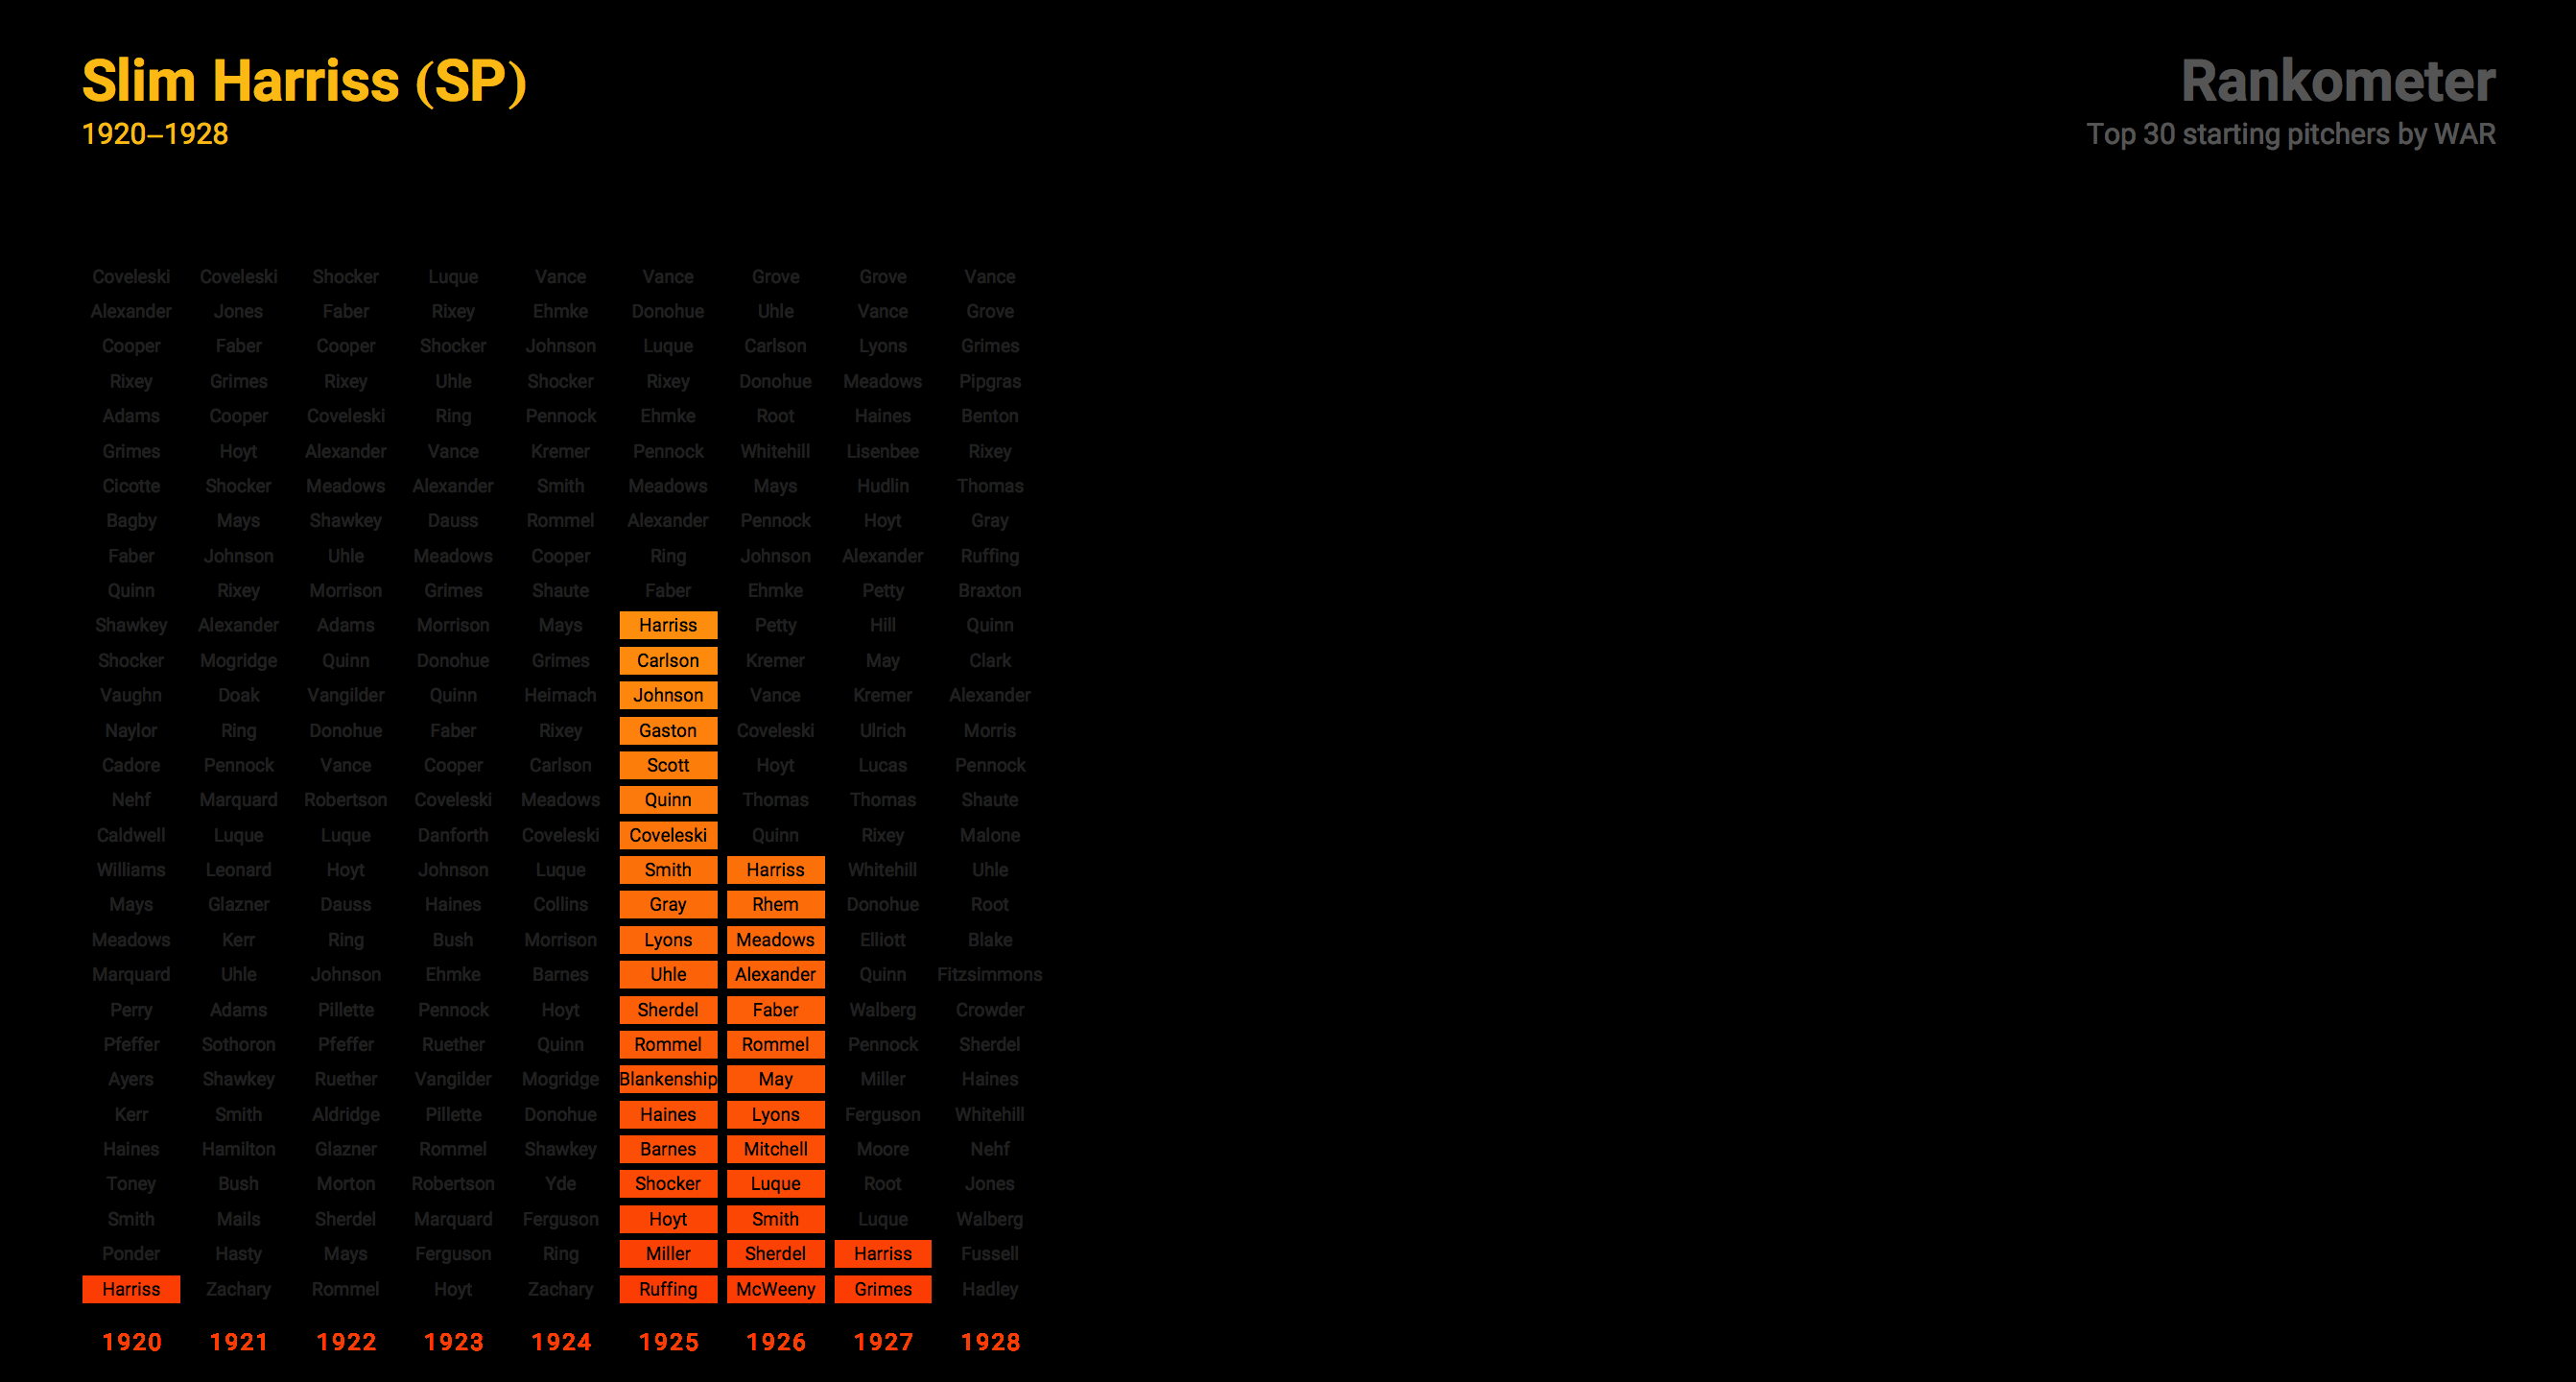 Slim Harriss (SP)
1920–1928
Rankometer
Top 30 starting pitchers by WAR
Coveleski Coveleski Shocker Luque Vance Vance Grove Grove Vance
Alexander Jones Faber Rixey Ehmke Donohue Uhle Vance Grove
Cooper Faber Cooper Shocker Johnson Luque Carlson Lyons Grimes
Rixey Grimes Rixey Uhle Shocker Rixey Donohue Meadows Pipgras
Adams Cooper Coveleski Ring Pennock Ehmke Root Haines Benton
Grimes Hoyt Alexander Vance Kremer Pennock Whitehill Lisenbee Rixey
Cicotte Shocker Meadows Alexander Smith Meadows Mays Hudlin Thomas
Bagby Mays Shawkey Dauss Rommel Alexander Pennock Hoyt Gray
Faber Johnson Uhle Meadows Cooper Ring Johnson Alexander Ruffing
Quinn Rixey Morrison Grimes Shaute Faber Ehmke Petty Braxton
Shawkey Alexander Adams Morrison Mays Harriss Petty Hill Quinn
Shocker Mogridge Quinn Donohue Grimes Carlson Kremer May Clark
Vaughn Doak Vangilder Quinn Heimach Johnson Vance Kremer Alexander
Naylor Ring Donohue Faber Rixey Gaston Coveleski Ulrich Morris
Cadore Pennock Vance Cooper Carlson Scott Hoyt Lucas Pennock
Nehf Marquard Robertson Coveleski Meadows Quinn Thomas Thomas Shaute
Caldwell Luque Luque Danforth Coveleski Coveleski Quinn Rixey Malone
Williams Leonard Hoyt Johnson Luque Smith Harriss Whitehill Uhle
Mays Glazner Dauss Haines Collins Gray Rhem Donohue Root
Meadows Kerr Ring Bush Morrison Lyons Meadows Elliott Blake
Marquard Uhle Johnson Ehmke Barnes Uhle Alexander Quinn Fitzsimmons
Perry Adams Pillette Pennock Hoyt Sherdel Faber Walberg Crowder
Pfeffer Sothoron Pfeffer Ruether Quinn Rommel Rommel Pennock Sherdel
Ayers Shawkey Ruether Vangilder Mogridge Blankenship May Miller Haines
Kerr Smith Aldridge Pillette Donohue Haines Lyons Ferguson Whitehill
Haines Hamilton Glazner Rommel Shawkey Barnes Mitchell Moore Nehf
Toney Bush Morton Robertson Yde Shocker Luque Root Jones
Smith Mails Sherdel Marquard Ferguson Hoyt Smith Luque Walberg
Ponder Hasty Mays Ferguson Ring Miller Sherdel Harriss Fussell
Harriss Zachary Rommel Hoyt Zachary Ruffing McWeeny Grimes Hadley
1920 1921 1922 1923 1924 1925 1926 1927 1928